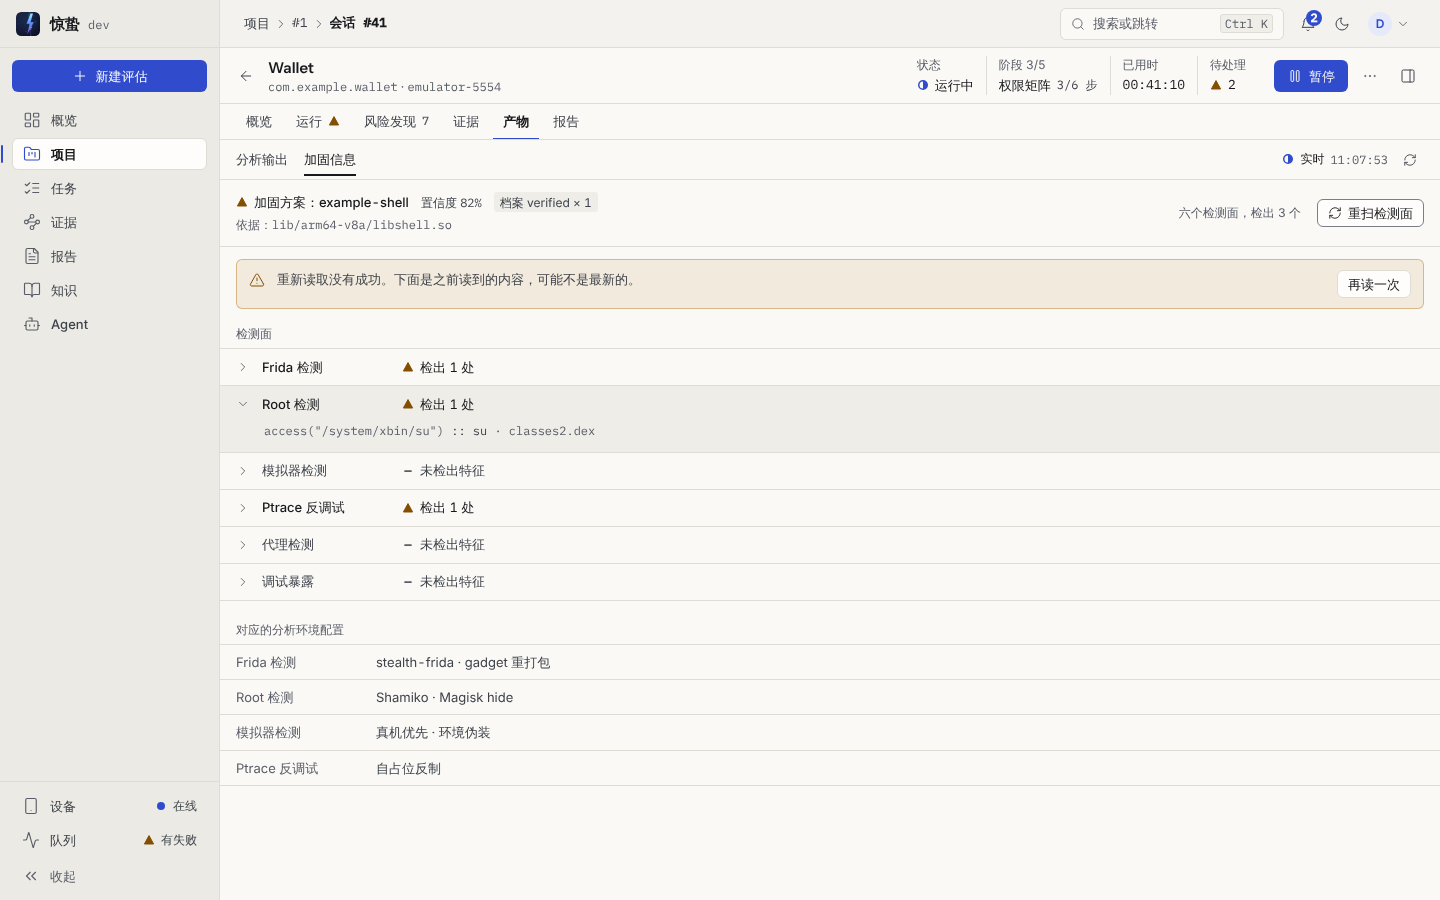 惊蛰 dev
项目 > #1 > 会话 #41
搜索或跳转 Ctrl K
2
D
新建评估
概览
项目
任务
证据
报告
知识
Agent
设备 在线
队列 有失败
收起
Wallet
com.example.wallet · emulator-5554
状态
运行中
阶段 3/5
权限矩阵 3/6 步
已用时
00:41:10
待处理
2
暂停
概览 运行 风险发现 7 证据 产物 报告
分析输出 加固信息
实时 11:07:53
加固方案：example-shell 置信度 82% 档案 verified × 1
依据：lib/arm64-v8a/libshell.so
六个检测面，检出 3 个
重扫检测面
重新读取没有成功。下面是之前读到的内容，可能不是最新的。
再读一次
检测面
Frida 检测 检出 1 处
Root 检测 检出 1 处
access("/system/xbin/su") :: su · classes2.dex
模拟器检测 – 未检出特征
Ptrace 反调试 检出 1 处
代理检测 – 未检出特征
调试暴露 – 未检出特征
对应的分析环境配置
Frida 检测 stealth-frida · gadget 重打包
Root 检测 Shamiko · Magisk hide
模拟器检测 真机优先 · 环境伪装
Ptrace 反调试 自占位反制